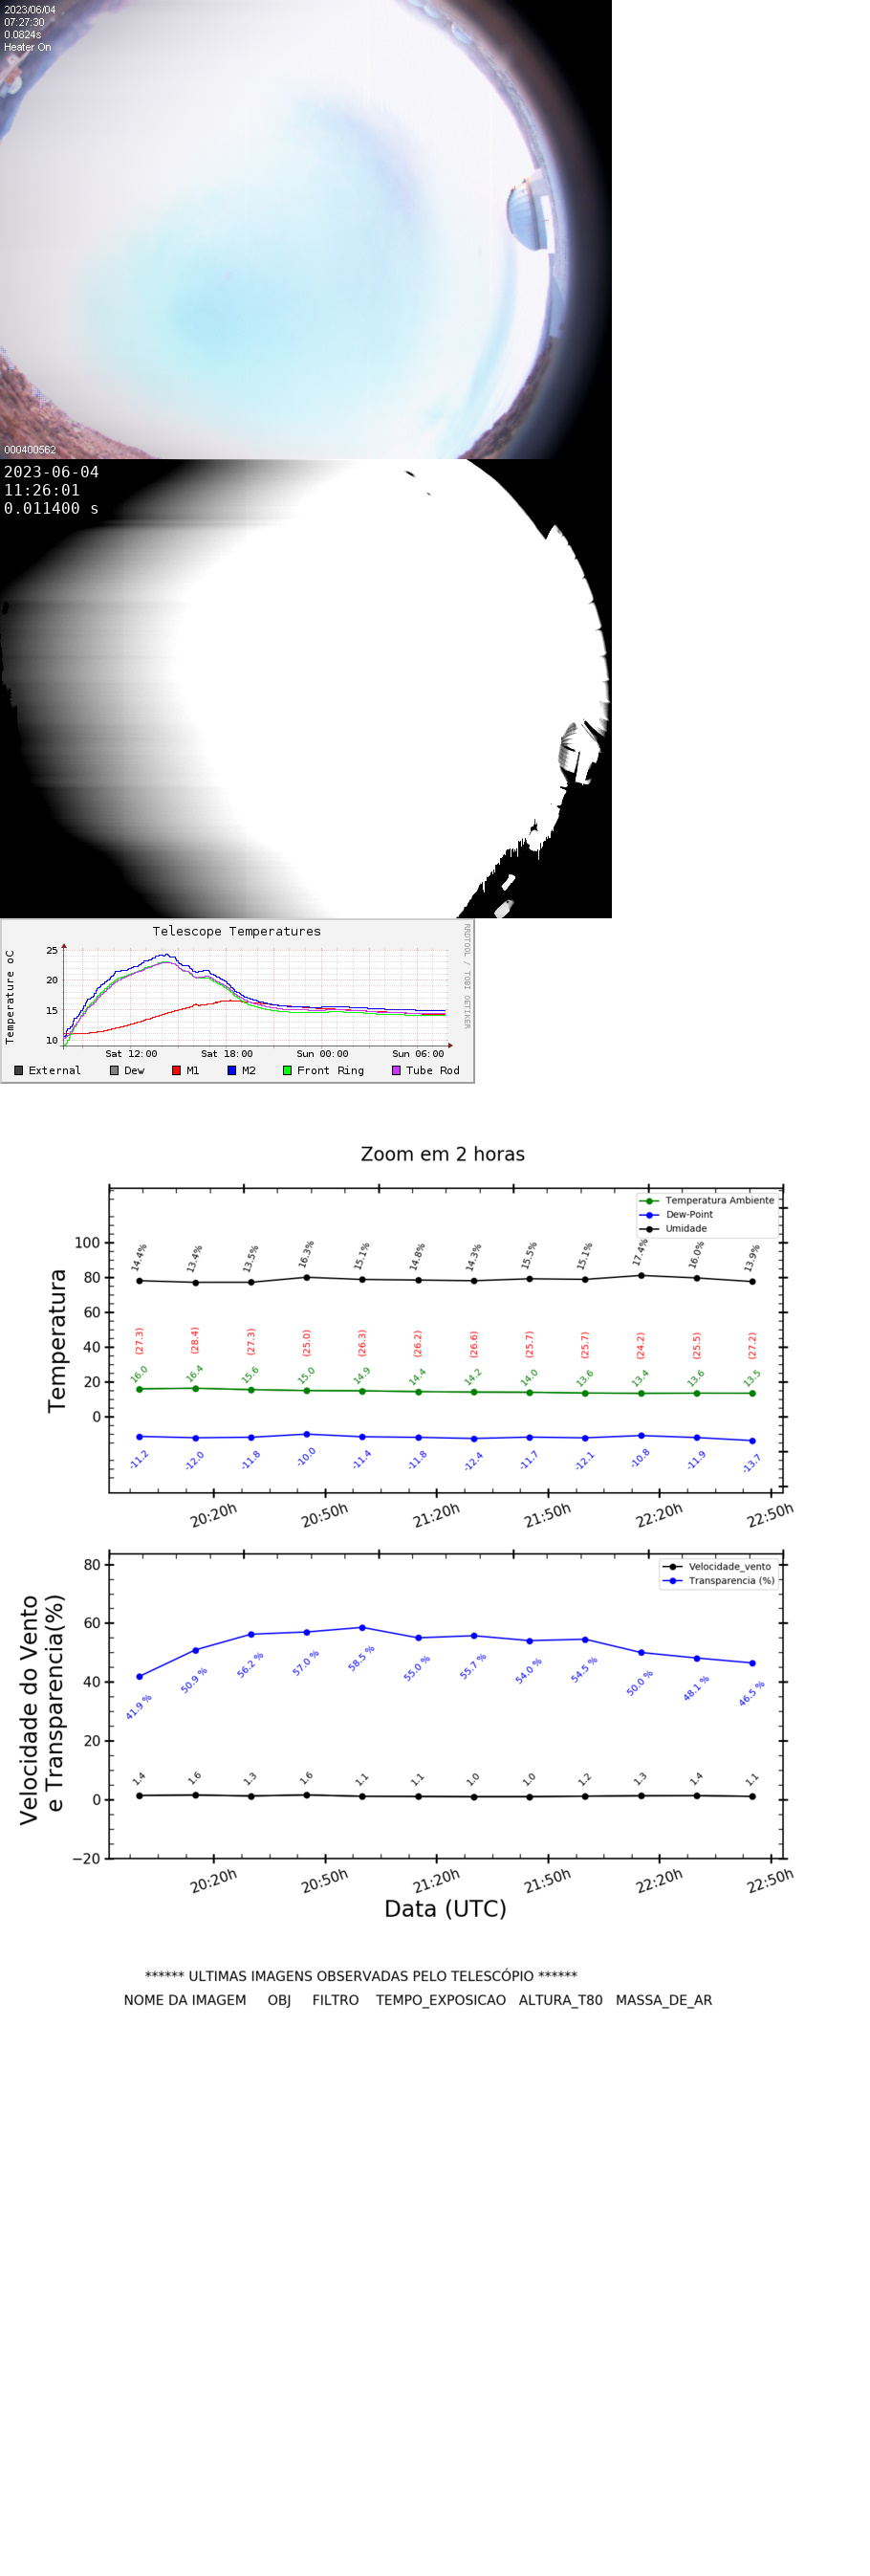 2023/06/04
07:27:30
0.0824s
Heater On
000400562
2023-06-04
11:26:01
0.011400 s
Telescope Temperatures
RRDTOOL / TOBI OETIKER
Temperature oC
25
20
15
10
Sat 12:00 Sat 18:00 Sun 00:00 Sun 06:00
External Dew M1 M2 Front Ring Tube Rod
Zoom em 2 horas
Temperatura Ambiente
Dew-Point
Umidade
Temperatura
100
80
60
40
20
0
14.4% 13.4% 13.5% 16.3% 15.1% 14.8% 14.3% 15.5% 15.1% 17.4% 16.0% 13.9%
(27.3) (28.4) (27.3) (25.0) (26.3) (26.2) (26.6) (25.7) (25.7) (24.2) (25.5) (27.2)
16.0 16.4 15.6 15.0 14.9 14.4 14.2 14.0 13.6 13.4 13.6 13.5
-11.2 -12.0 -11.8 -10.0 -11.4 -11.8 -12.4 -11.7 -12.1 -10.8 -11.9 -13.7
20:20h 20:50h 21:20h 21:50h 22:20h 22:50h
Velocidade_vento
Transparencia (%)
Velocidade do Vento
e Transparencia(%)
80
60
40
20
0
−20
41.9 % 50.9 % 56.2 % 57.0 % 58.5 % 55.0 % 55.7 % 54.0 % 54.5 % 50.0 % 48.1 % 46.5 %
1.4 1.6 1.3 1.6 1.1 1.1 1.0 1.0 1.2 1.3 1.4 1.1
20:20h 20:50h 21:20h 21:50h 22:20h 22:50h
Data (UTC)
****** ULTIMAS IMAGENS OBSERVADAS PELO TELESCÓPIO ******
NOME DA IMAGEM OBJ FILTRO TEMPO_EXPOSICAO ALTURA_T80 MASSA_DE_AR